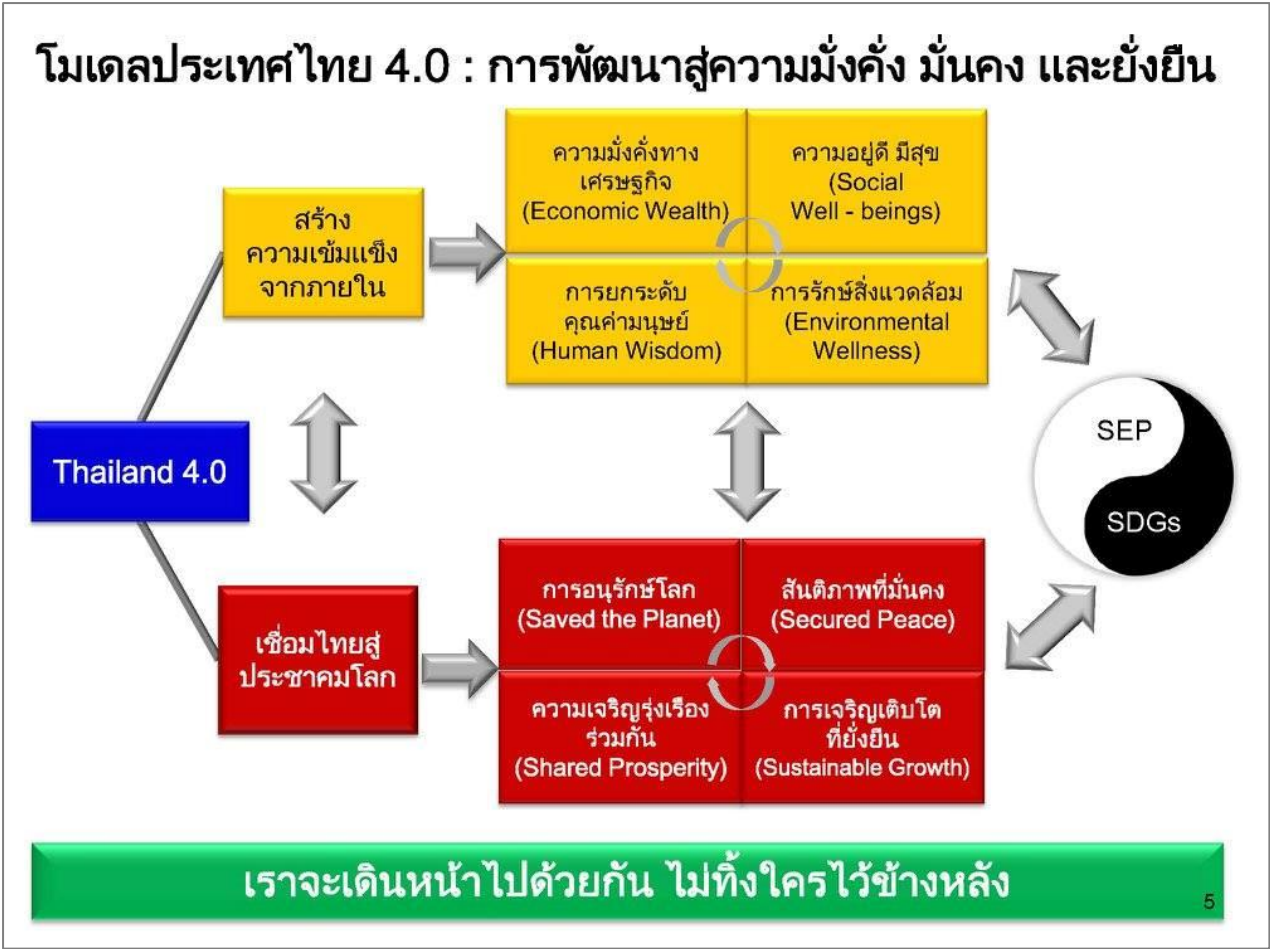 โมเดลประเทศไทย 4.0 : การพัฒนาสู่ความมั่งคั่ง มั่นคง และยั่งยืน
ความมั่งคั่งทาง
เศรษฐกิจ
(Economic Wealth)
ความอยู่ดี มีสุข
(Social
Well - beings)
สร้าง
ความเข้มแข็ง
จากภายใน
การยกระดับ
คุณค่ามนุษย์
(Human Wisdom)
การรักษ์สิ่งแวดล้อม
(Environmental
Wellness)
Thailand 4.0
SEP
SDGs
เชื่อมไทยสู่
ประชาคมโลก
การอนุรักษ์โลก
(Saved the Planet)
สันติภาพที่มั่นคง
(Secured Peace)
ความเจริญรุ่งเรือง
ร่วมกัน
(Shared Prosperity)
การเจริญเติบโต
ที่ยั่งยืน
(Sustainable Growth)
เราจะเดินหน้าไปด้วยกัน ไม่ทิ้งใครไว้ข้างหลัง
5